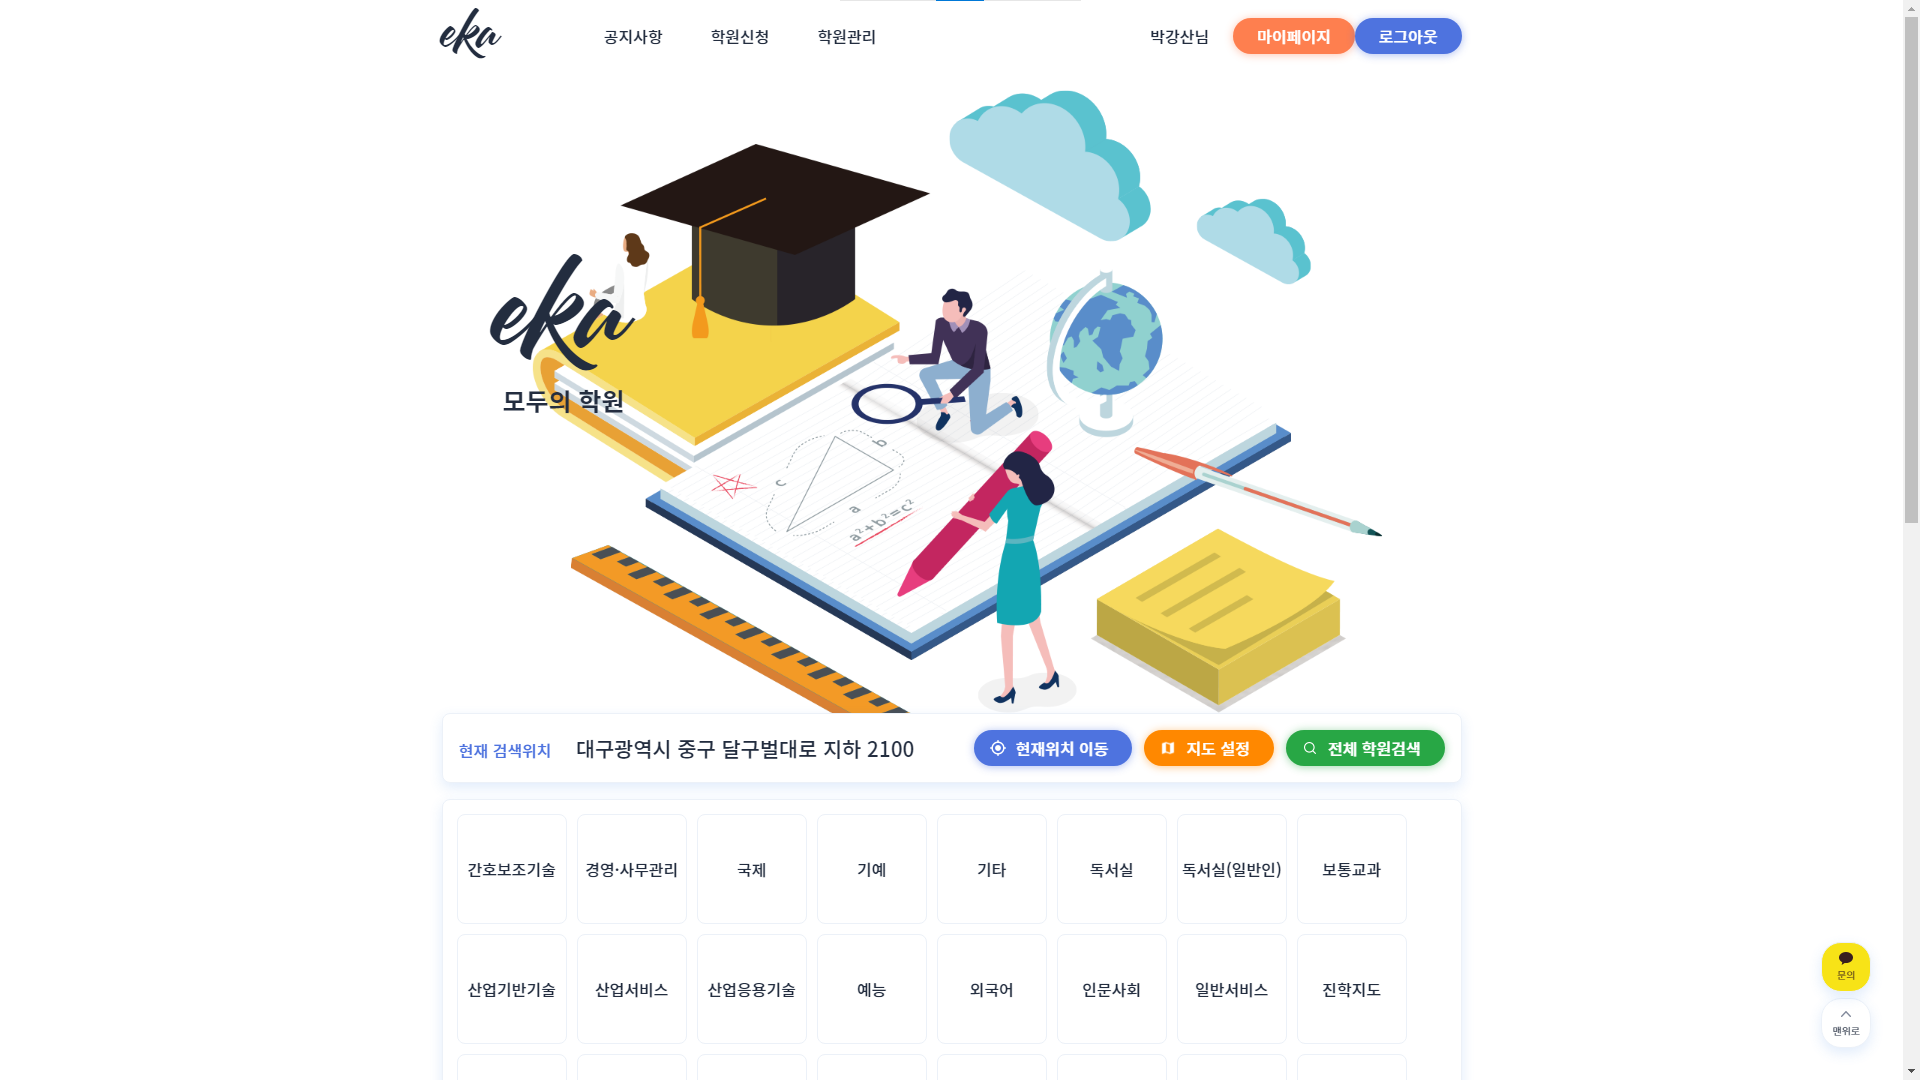 eka
공지사항
학원신청
학원관리
박강산님
마이페이지
로그아웃
eka
모두의 학원
a
b
c
a²+b²=c²
현재 검색위치
대구광역시 중구 달구벌대로 지하 2100
현재위치 이동
지도 설정
전체 학원검색
간호보조기술
경영·사무관리
국제
기예
기타
독서실
독서실(일반인)
보통교과
산업기반기술
산업서비스
산업응용기술
예능
외국어
인문사회
일반서비스
진학지도
문의
맨위로